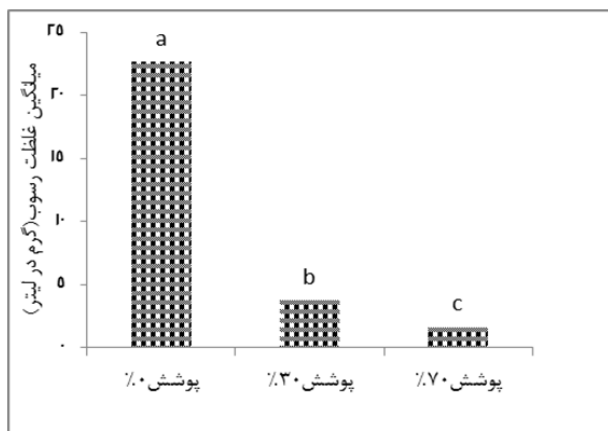 میانگین غلظت رسوب(گرم در لیتر)
۲۵
۲۰
۱۵
۱۰
۵
۰
a
b
c
پوشش۰٪
پوشش۳۰٪
پوشش۷۰٪